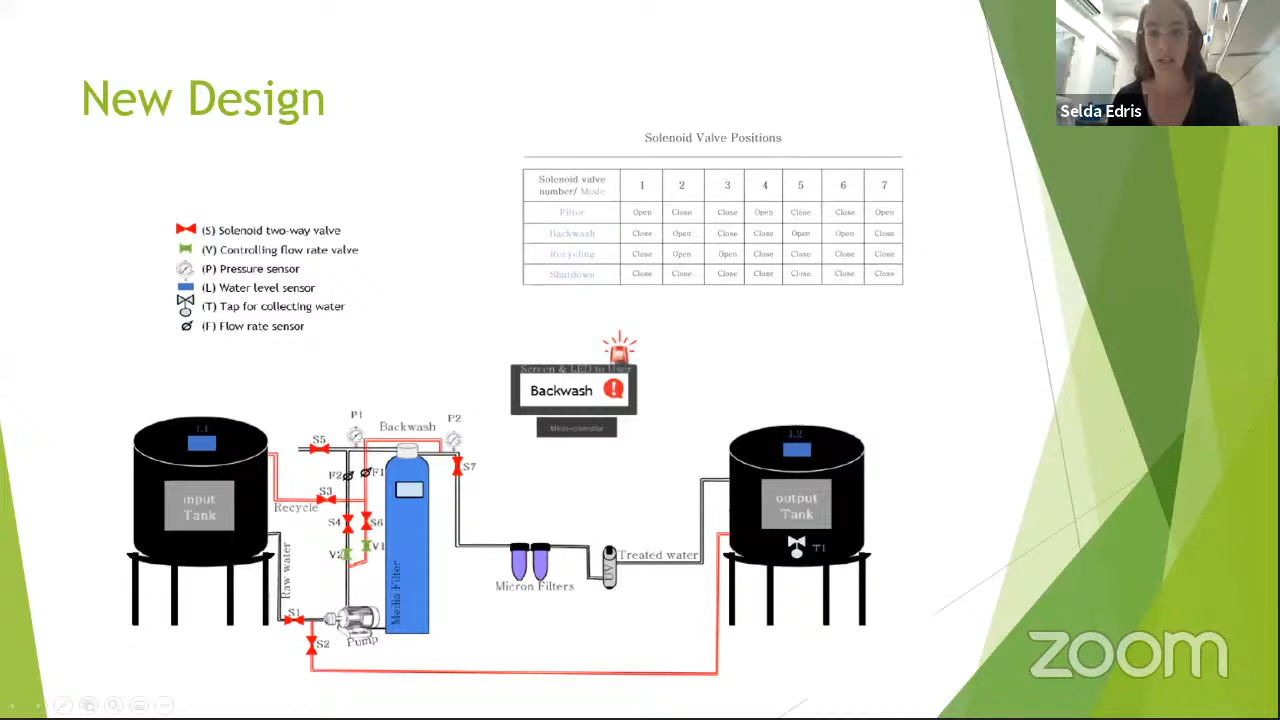 New Design
Selda Edris
Solenoid Valve Positions
Solenoid valve number/ Mode 1 2 3 4 5 6 7
Filter Open Close Close Open Close Close Open
Backwash Close Open Close Close Open Open Close
Recycling Close Open Open Close Close Close Close
Shutdown Close Close Close Close Close Close Close
(S) Solenoid two-way valve
(V) Controlling flow rate valve
(P) Pressure sensor
(L) Water level sensor
(T) Tap for collecting water
(F) Flow rate sensor
Screen & LED to User
Backwash
Micro-controller
P1
Backwash
P2
L1
S5
L2
F2
F1
S7
input
Tank
S3
Recycle
output
Tank
S4
S6
V2
V1
Raw water
Media Filter
Micron Filters
UV
Treated water
T1
S1
S2
Pump
zoom